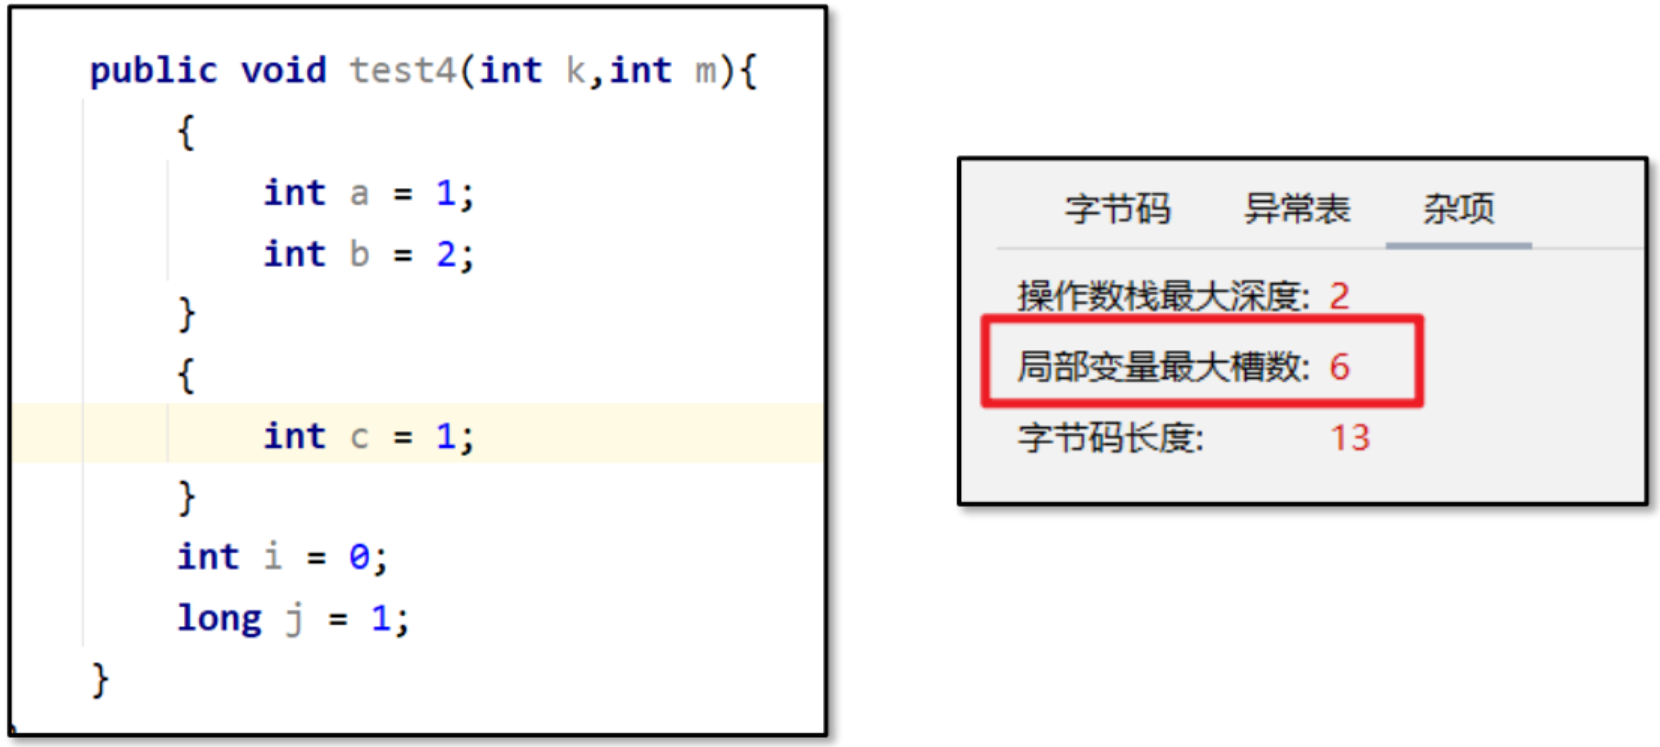 public void test4(int k,int m){
{
int a = 1;
int b = 2;
}
{
int c = 1;
}
int i = 0;
long j = 1;
}
字节码 异常表 杂项
操作数栈最大深度: 2
局部变量最大槽数: 6
字节码长度: 13